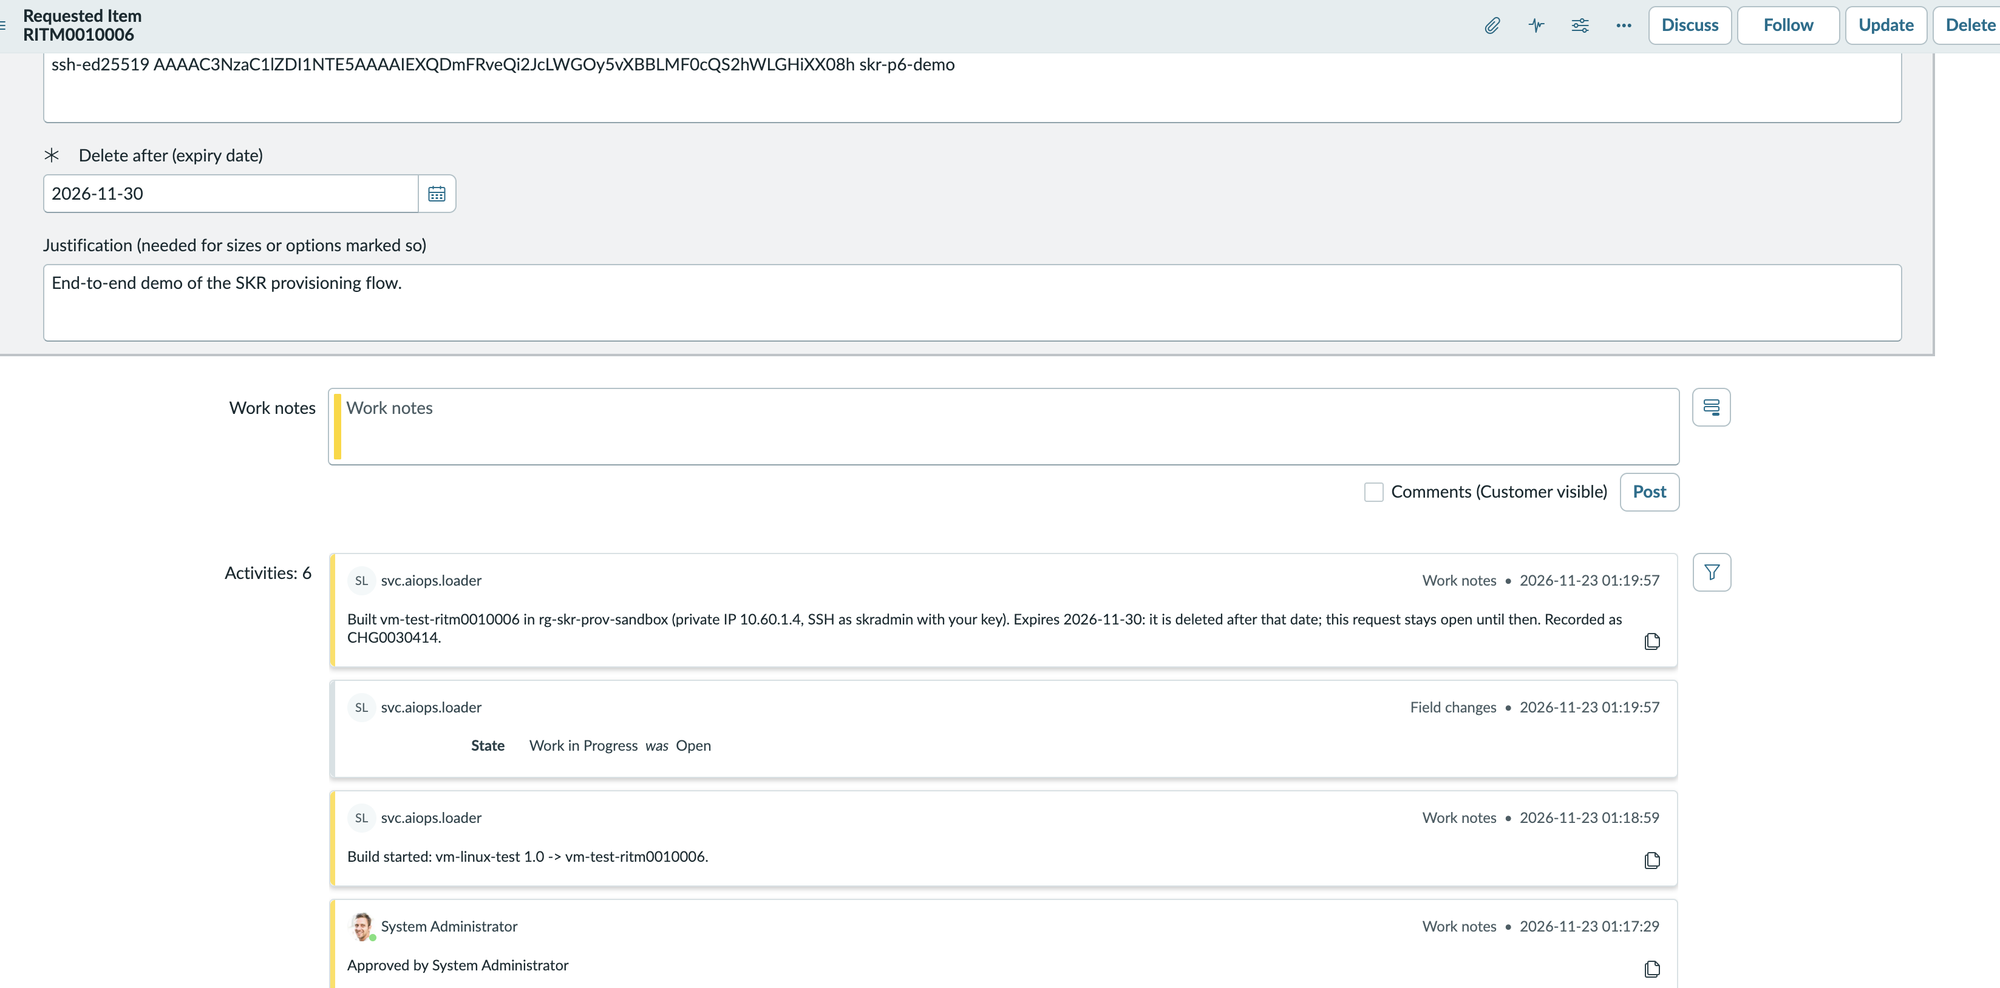 Requested Item
RITM0010006
Discuss
Follow
Update
Delete
ssh-ed25519 AAAAC3NzaC1lZDI1NTE5AAAAIEXQDmFRveQi2JcLWGOy5vXBBLMF0cQS2hWLGHiXX08h skr-p6-demo
Delete after (expiry date)
2026-11-30
Justification (needed for sizes or options marked so)
End-to-end demo of the SKR provisioning flow.
Work notes
Work notes
Comments (Customer visible)
Post
Activities: 6
SL svc.aiops.loader
Work notes • 2026-11-23 01:19:57
Built vm-test-ritm0010006 in rg-skr-prov-sandbox (private IP 10.60.1.4, SSH as skradmin with your key). Expires 2026-11-30: it is deleted after that date; this request stays open until then. Recorded as
CHG0030414.
SL svc.aiops.loader
Field changes • 2026-11-23 01:19:57
State Work in Progress was Open
SL svc.aiops.loader
Work notes • 2026-11-23 01:18:59
Build started: vm-linux-test 1.0 -> vm-test-ritm0010006.
System Administrator
Work notes • 2026-11-23 01:17:29
Approved by System Administrator